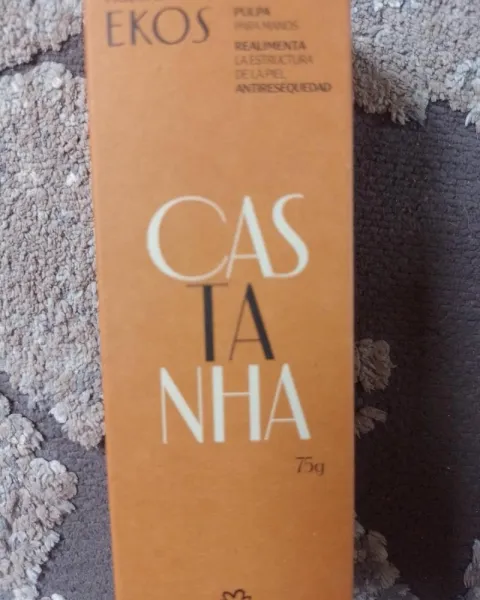 EKOS
PULPA
PARA MANOS
REALIMENTA
LA ESTRUCTURA
DE LA PIEL
ANTIRESEQUEDAD
CAS
TA
NHA
75g